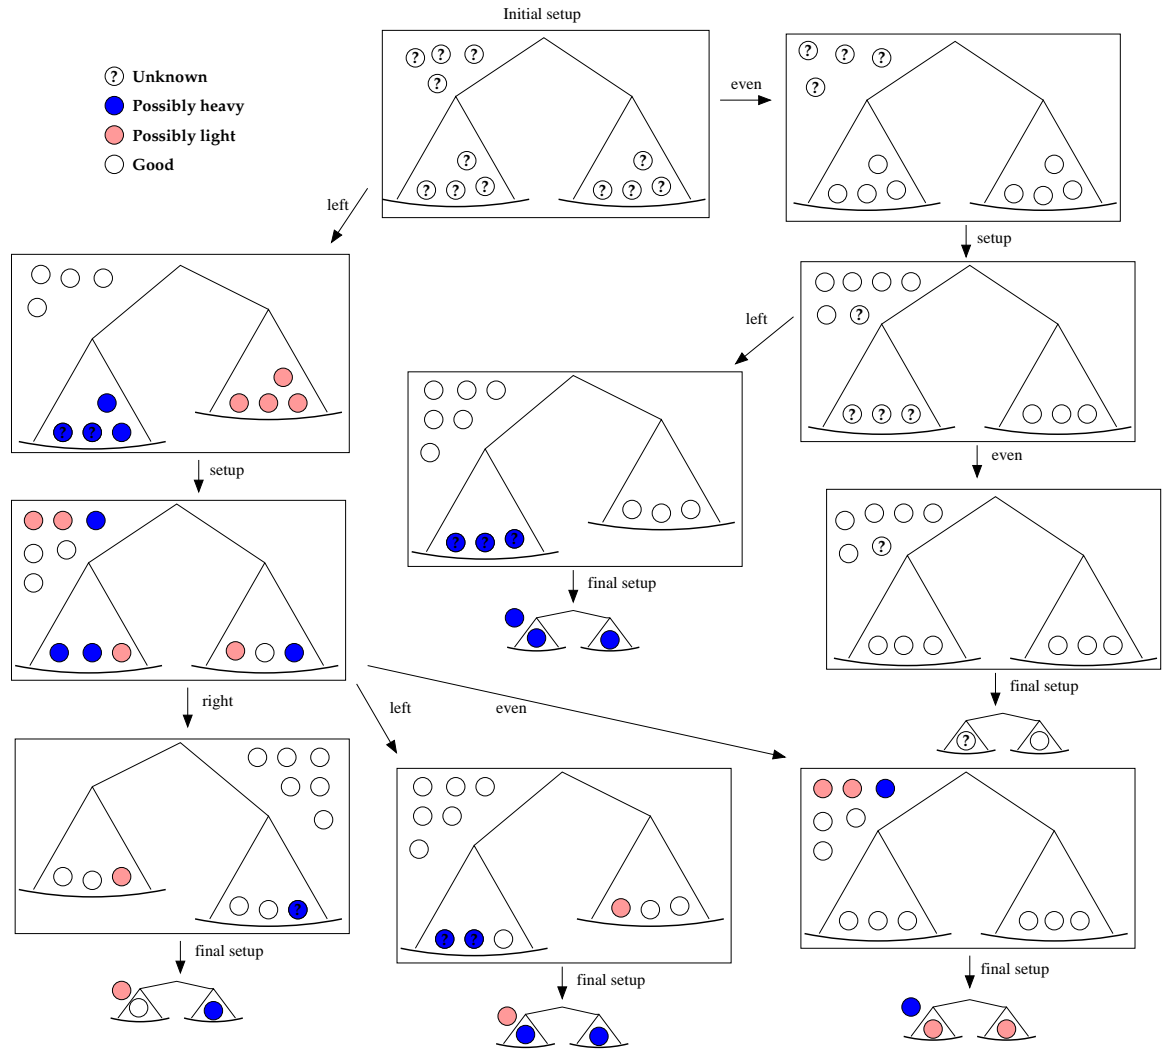 Initial setup
? Unknown
Possibly heavy
Possibly light
Good
? ? ?
?
?
? ? ?
?
? ? ?
even
? ? ?
?
left
setup
? ?
setup
left
?
? ? ?
even
? ? ?
final setup
?
final setup
?
right
left
even
?
final setup
? ?
final setup
final setup